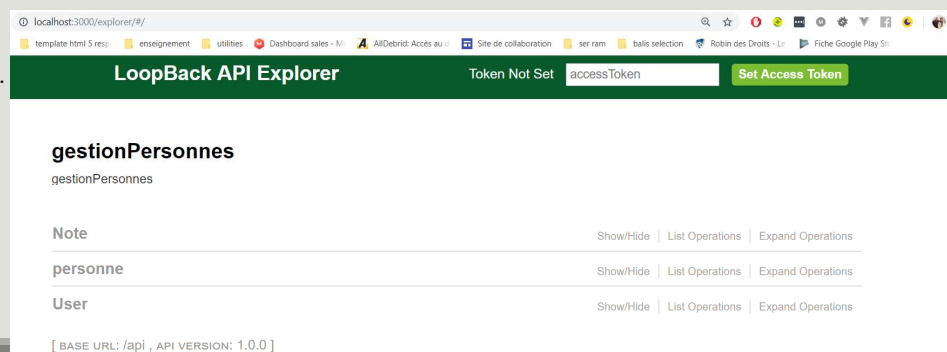 localhost:3000/explorer/#/
template html 5 resp enseignement utilities Dashboard sales - M AllDebrid: Accès au d Site de collaboration ser ram balis selection Robin des Droits - Le Fiche Google Play Sto
LoopBack API Explorer Token Not Set accessToken Set Access Token
gestionPersonnes
gestionPersonnes
Note Show/Hide List Operations Expand Operations
personne Show/Hide List Operations Expand Operations
User Show/Hide List Operations Expand Operations
[ BASE URL: /api , API VERSION: 1.0.0 ]